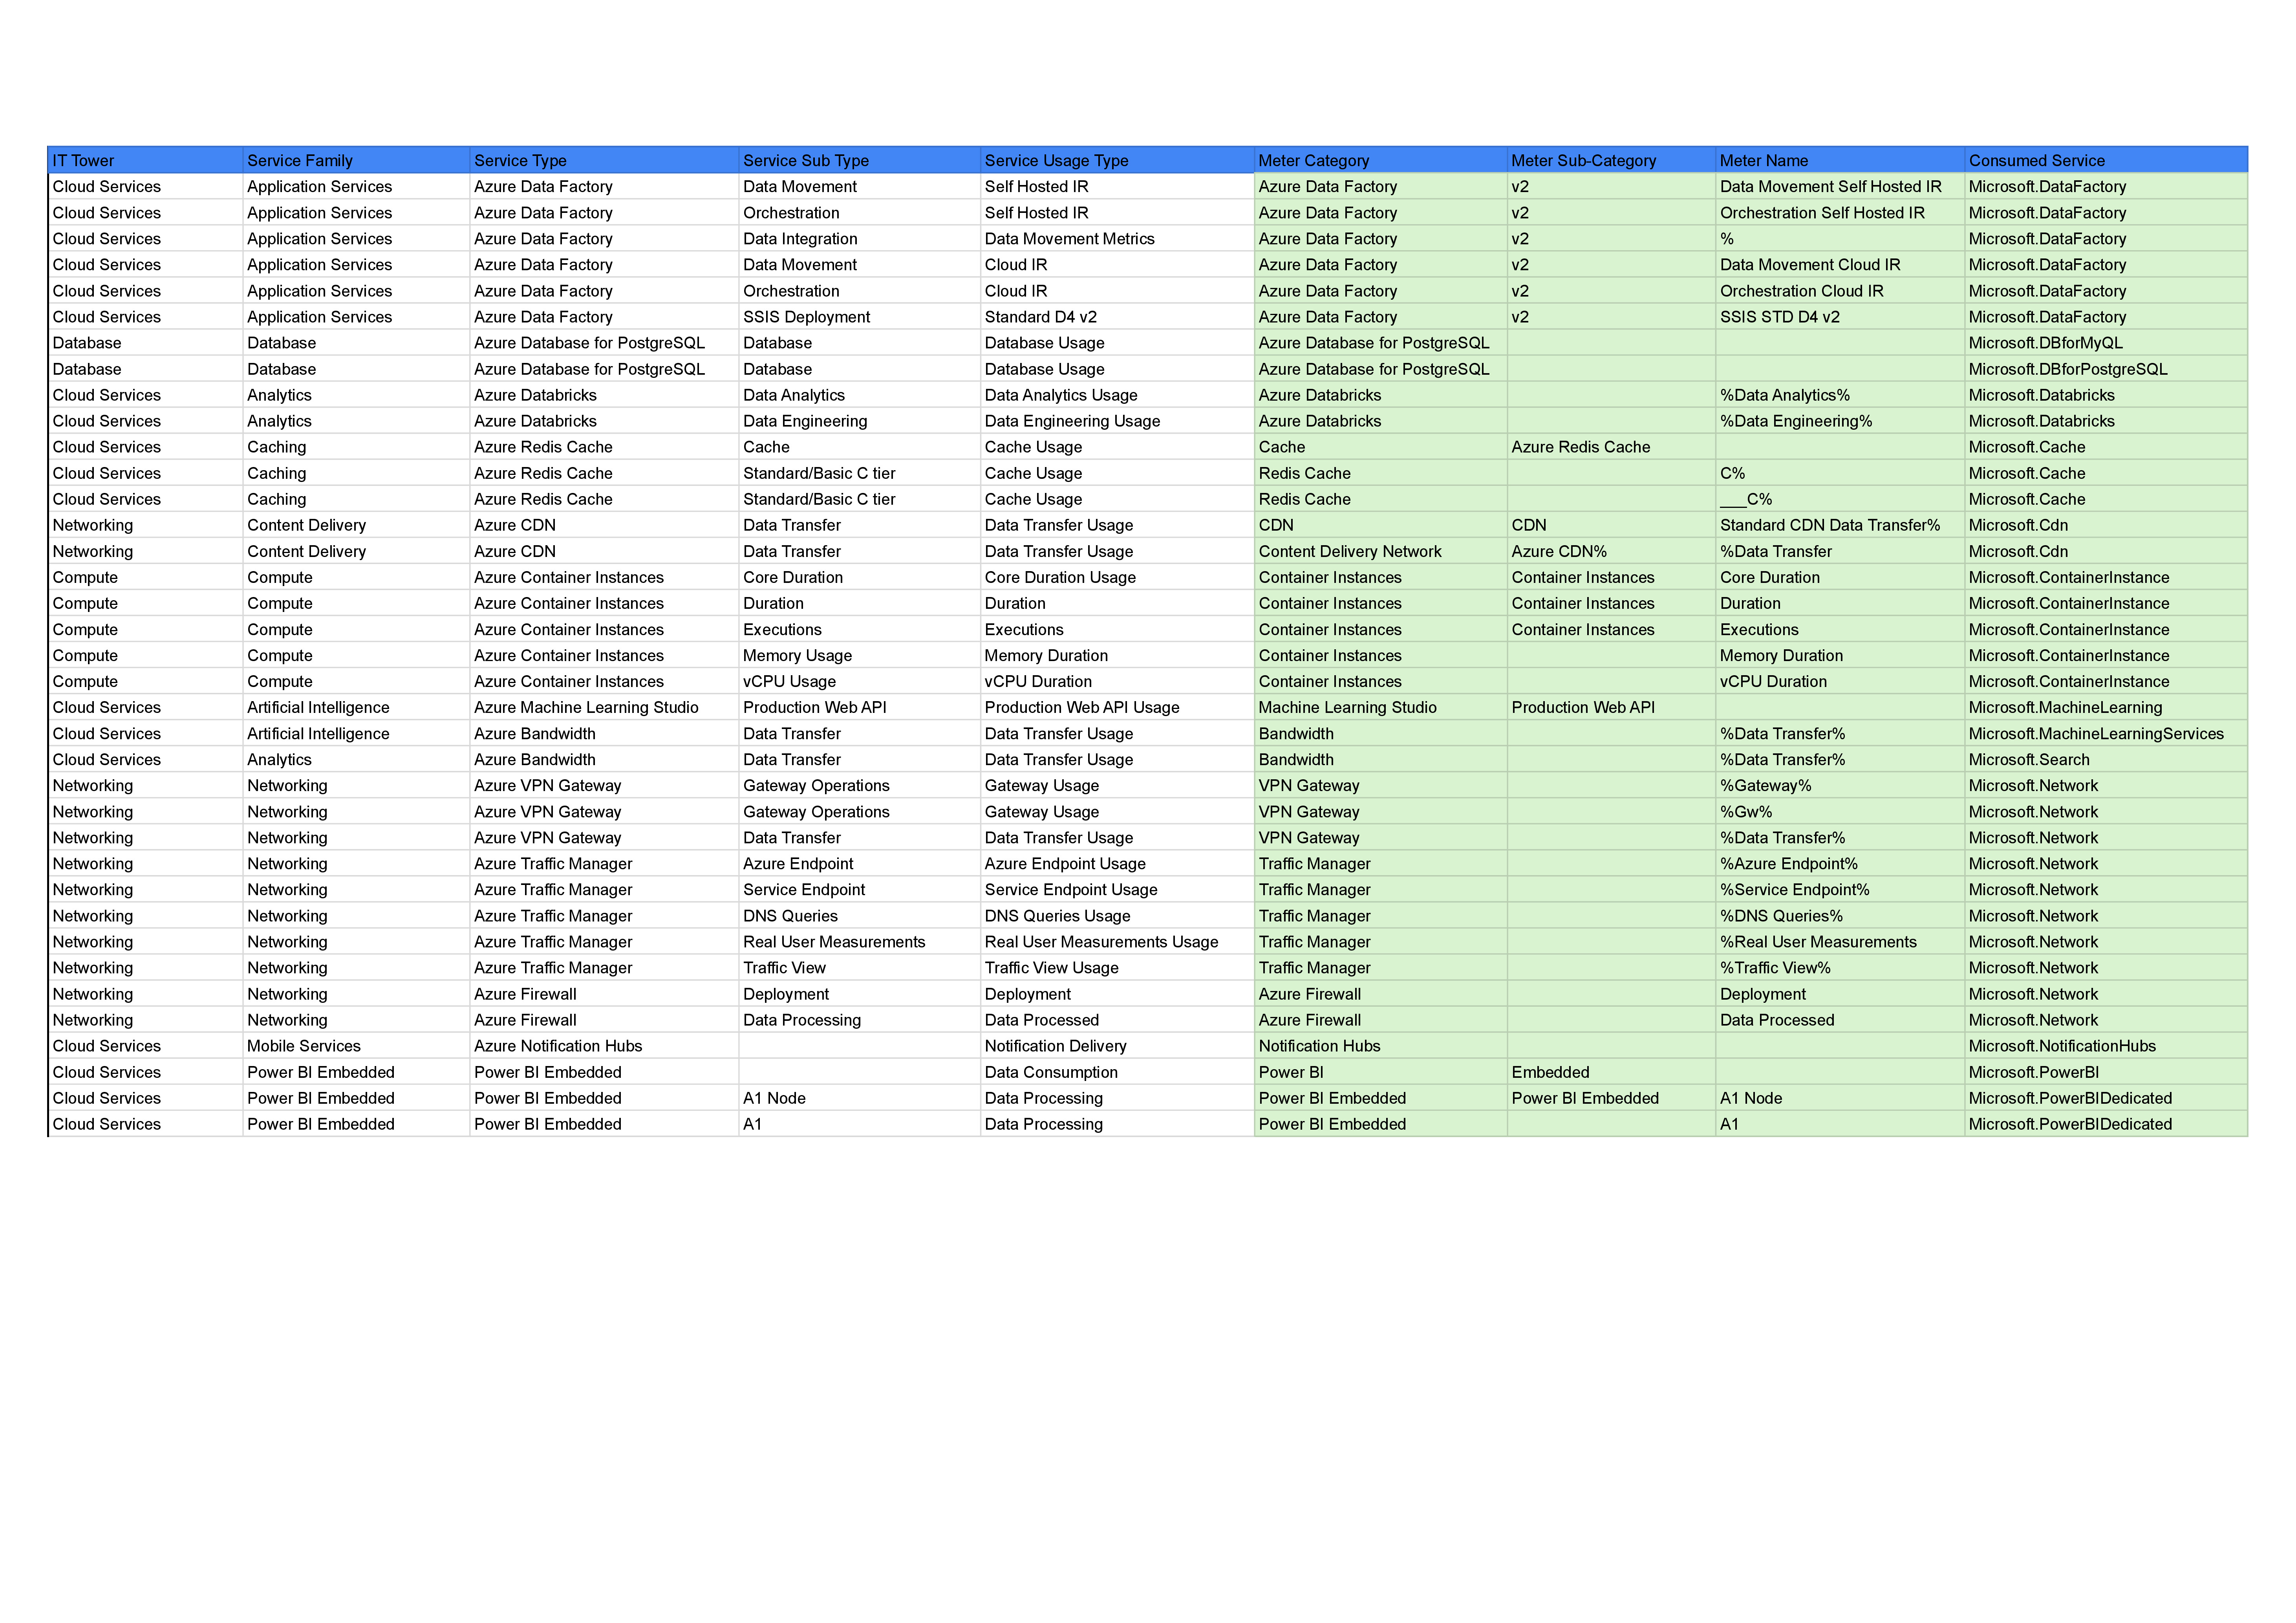 IT Tower Service Family Service Type Service Sub Type Service Usage Type Meter Category Meter Sub-Category Meter Name Consumed Service
Cloud Services Application Services Azure Data Factory Data Movement Self Hosted IR Azure Data Factory v2 Data Movement Self Hosted IR Microsoft.DataFactory
Cloud Services Application Services Azure Data Factory Orchestration Self Hosted IR Azure Data Factory v2 Orchestration Self Hosted IR Microsoft.DataFactory
Cloud Services Application Services Azure Data Factory Data Integration Data Movement Metrics Azure Data Factory v2 % Microsoft.DataFactory
Cloud Services Application Services Azure Data Factory Data Movement Cloud IR Azure Data Factory v2 Data Movement Cloud IR Microsoft.DataFactory
Cloud Services Application Services Azure Data Factory Orchestration Cloud IR Azure Data Factory v2 Orchestration Cloud IR Microsoft.DataFactory
Cloud Services Application Services Azure Data Factory SSIS Deployment Standard D4 v2 Azure Data Factory v2 SSIS STD D4 v2 Microsoft.DataFactory
Database Database Azure Database for PostgreSQL Database Database Usage Azure Database for PostgreSQL Microsoft.DBforMyQL
Database Database Azure Database for PostgreSQL Database Database Usage Azure Database for PostgreSQL Microsoft.DBforPostgreSQL
Cloud Services Analytics Azure Databricks Data Analytics Data Analytics Usage Azure Databricks %Data Analytics% Microsoft.Databricks
Cloud Services Analytics Azure Databricks Data Engineering Data Engineering Usage Azure Databricks %Data Engineering% Microsoft.Databricks
Cloud Services Caching Azure Redis Cache Cache Cache Usage Cache Azure Redis Cache Microsoft.Cache
Cloud Services Caching Azure Redis Cache Standard/Basic C tier Cache Usage Redis Cache C% Microsoft.Cache
Cloud Services Caching Azure Redis Cache Standard/Basic C tier Cache Usage Redis Cache ___C% Microsoft.Cache
Networking Content Delivery Azure CDN Data Transfer Data Transfer Usage CDN CDN Standard CDN Data Transfer% Microsoft.Cdn
Networking Content Delivery Azure CDN Data Transfer Data Transfer Usage Content Delivery Network Azure CDN% %Data Transfer Microsoft.Cdn
Compute Compute Azure Container Instances Core Duration Core Duration Usage Container Instances Container Instances Core Duration Microsoft.ContainerInstance
Compute Compute Azure Container Instances Duration Duration Container Instances Container Instances Duration Microsoft.ContainerInstance
Compute Compute Azure Container Instances Executions Executions Container Instances Container Instances Executions Microsoft.ContainerInstance
Compute Compute Azure Container Instances Memory Usage Memory Duration Container Instances Memory Duration Microsoft.ContainerInstance
Compute Compute Azure Container Instances vCPU Usage vCPU Duration Container Instances vCPU Duration Microsoft.ContainerInstance
Cloud Services Artificial Intelligence Azure Machine Learning Studio Production Web API Production Web API Usage Machine Learning Studio Production Web API Microsoft.MachineLearning
Cloud Services Artificial Intelligence Azure Bandwidth Data Transfer Data Transfer Usage Bandwidth %Data Transfer% Microsoft.MachineLearningServices
Cloud Services Analytics Azure Bandwidth Data Transfer Data Transfer Usage Bandwidth %Data Transfer% Microsoft.Search
Networking Networking Azure VPN Gateway Gateway Operations Gateway Usage VPN Gateway %Gateway% Microsoft.Network
Networking Networking Azure VPN Gateway Gateway Operations Gateway Usage VPN Gateway %Gw% Microsoft.Network
Networking Networking Azure VPN Gateway Data Transfer Data Transfer Usage VPN Gateway %Data Transfer% Microsoft.Network
Networking Networking Azure Traffic Manager Azure Endpoint Azure Endpoint Usage Traffic Manager %Azure Endpoint% Microsoft.Network
Networking Networking Azure Traffic Manager Service Endpoint Service Endpoint Usage Traffic Manager %Service Endpoint% Microsoft.Network
Networking Networking Azure Traffic Manager DNS Queries DNS Queries Usage Traffic Manager %DNS Queries% Microsoft.Network
Networking Networking Azure Traffic Manager Real User Measurements Real User Measurements Usage Traffic Manager %Real User Measurements Microsoft.Network
Networking Networking Azure Traffic Manager Traffic View Traffic View Usage Traffic Manager %Traffic View% Microsoft.Network
Networking Networking Azure Firewall Deployment Deployment Azure Firewall Deployment Microsoft.Network
Networking Networking Azure Firewall Data Processing Data Processed Azure Firewall Data Processed Microsoft.Network
Cloud Services Mobile Services Azure Notification Hubs Notification Delivery Notification Hubs Microsoft.NotificationHubs
Cloud Services Power BI Embedded Power BI Embedded Data Consumption Power BI Embedded Microsoft.PowerBI
Cloud Services Power BI Embedded Power BI Embedded A1 Node Data Processing Power BI Embedded Power BI Embedded A1 Node Microsoft.PowerBIDedicated
Cloud Services Power BI Embedded Power BI Embedded A1 Data Processing Power BI Embedded A1 Microsoft.PowerBIDedicated